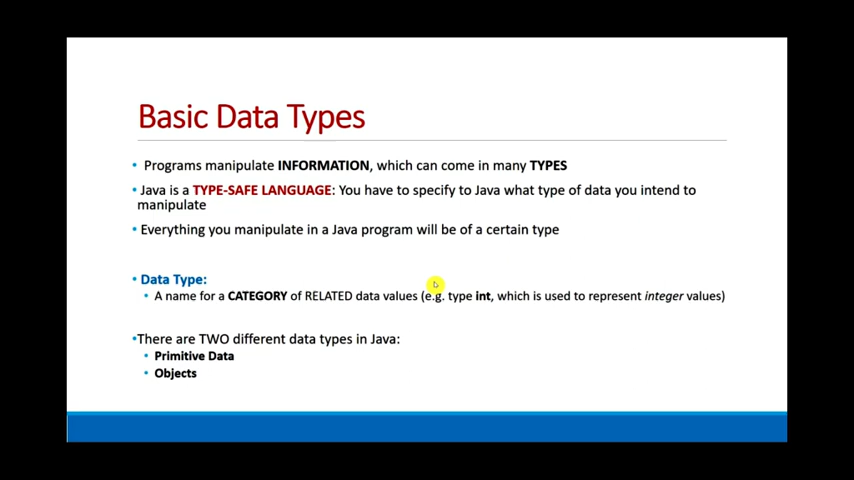 Basic Data Types
• Programs manipulate INFORMATION, which can come in many TYPES
• Java is a TYPE-SAFE LANGUAGE: You have to specify to Java what type of data you intend to
manipulate
• Everything you manipulate in a Java program will be of a certain type
• Data Type:
• A name for a CATEGORY of RELATED data values (e.g. type int, which is used to represent integer values)
•There are TWO different data types in Java:
• Primitive Data
• Objects